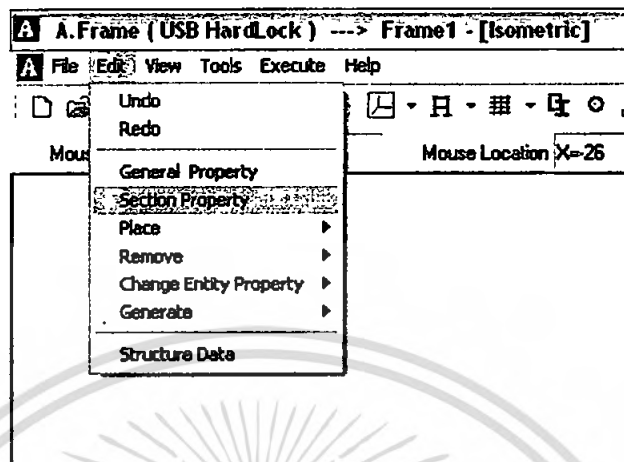 A A.Frame ( USB HardLock ) ---> Frame1 - [Isometric]
A File Edit View Tools Execute Help
Mouse Location X=-26
Undo
Redo
General Property
Section Property
Place
Remove
Change Entity Property
Generate
Structure Data